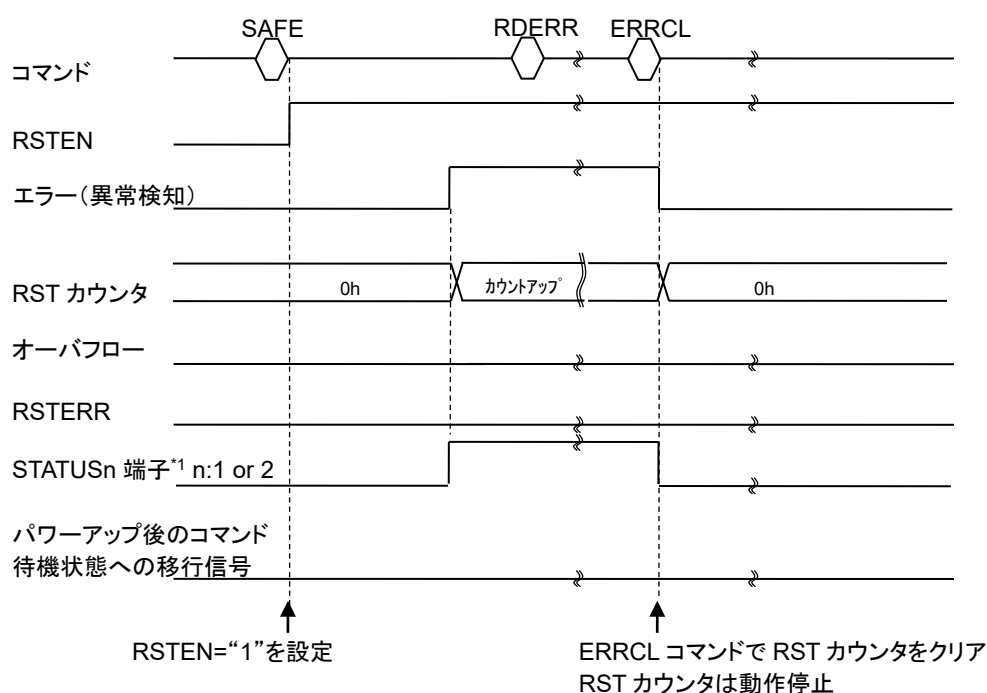 SAFE RDERR ERRCL
コマンド
RSTEN
エラー(異常検知)
RST カウンタ 0h カウントアップ 0h
オーバフロー
RSTERR
STATUSn 端子*1 n:1 or 2
パワーアップ後のコマンド
待機状態への移行信号
RSTEN=“1”を設定
ERRCL コマンドで RST カウンタをクリア
RST カウンタは動作停止